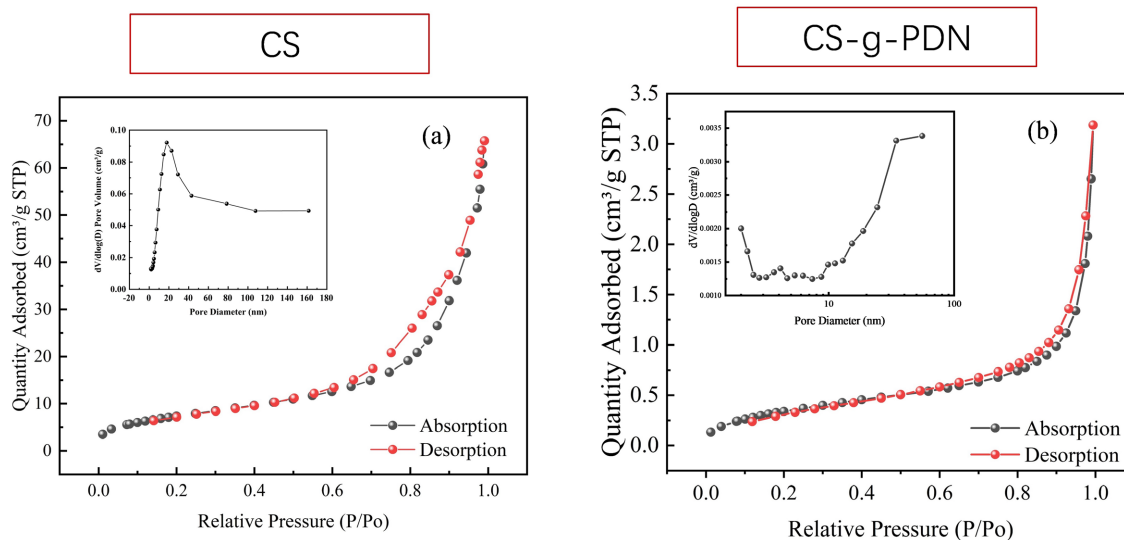 CS
CS-g-PDN
(a)
Quantity Adsorbed (cm³/g STP)
70
60
50
40
30
20
10
0
0.0 0.2 0.4 0.6 0.8 1.0
Relative Pressure (P/Po)
Absorption
Desorption
dV/dlog(D) Pore Volume (cm³/g)
0.10
0.08
0.06
0.04
0.02
0.00
-20 0 20 40 60 80 100 120 140 160 180
Pore Diameter (nm)
(b)
Quantity Adsorbed (cm³/g STP)
3.5
3.0
2.5
2.0
1.5
1.0
0.5
0.0
0.0 0.2 0.4 0.6 0.8 1.0
Relative Pressure (P/Po)
Absorption
Desorption
dV/dlogD (cm³/g)
0.0035
0.0030
0.0025
0.0020
0.0015
0.0010
10 100
Pore Diameter (nm)